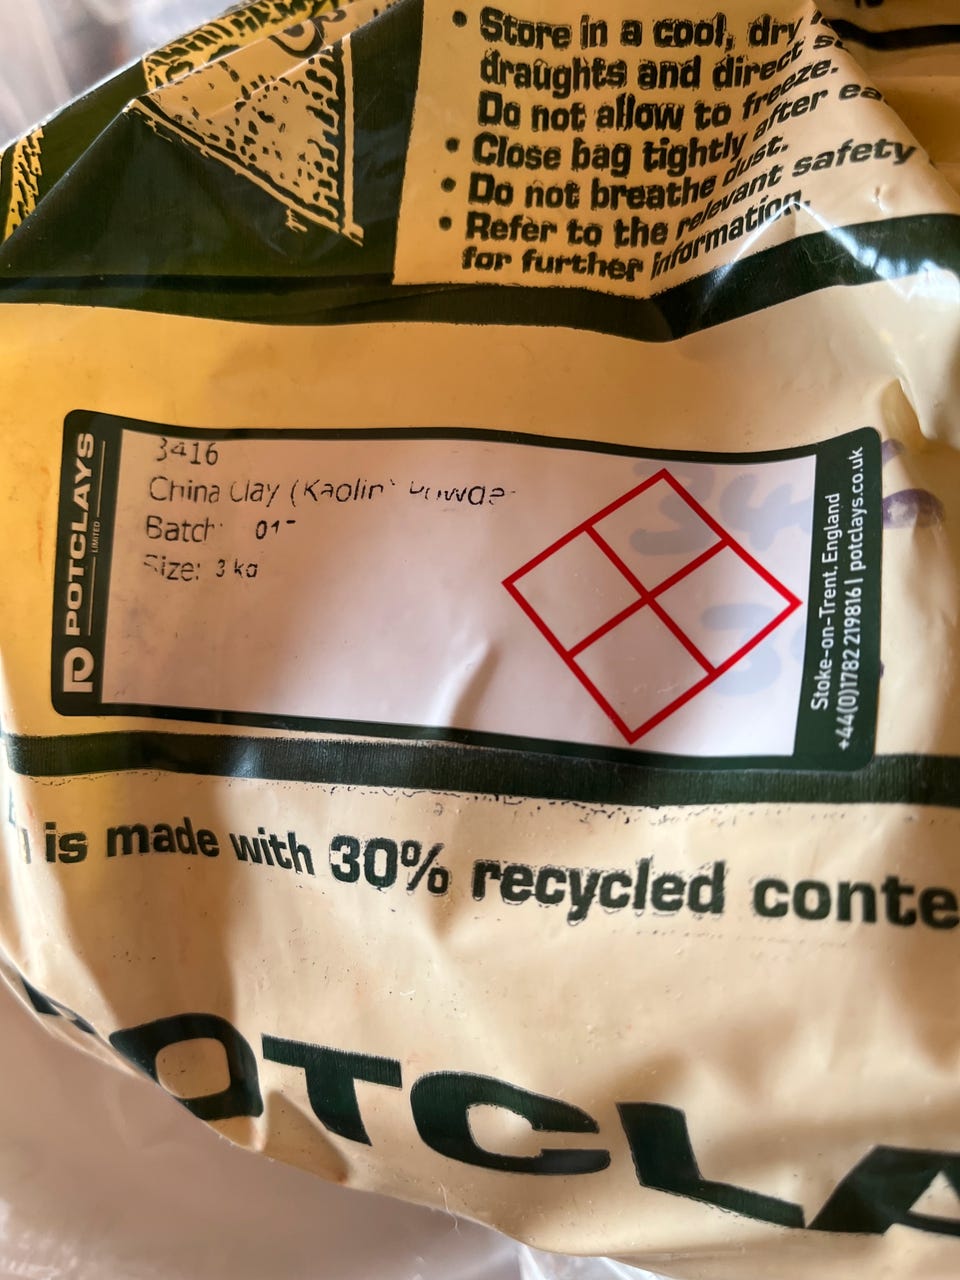 • Store in a cool, dry
draughts and direct
Do not allow to freeze.
• Close bag tightly after
• Do not breathe dust.
• Refer to the relevant safety
for further information.
POTCLAYS
LIMITED
3416
China Clay (Kaolin)
Batch
Size: 3 kg
Stoke-on-Trent, England
+44(0)1782 219816 | potclays.co.uk
is made with 30% recycled
POTCLA